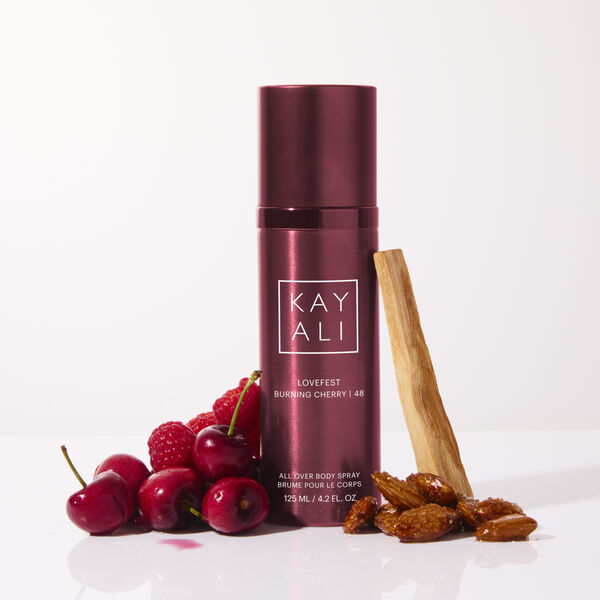 KAY
ALI
LOVEFEST
BURNING CHERRY | 48
ALL OVER BODY SPRAY
BRUME POUR LE CORPS
125 ML / 4.2 FL. OZ